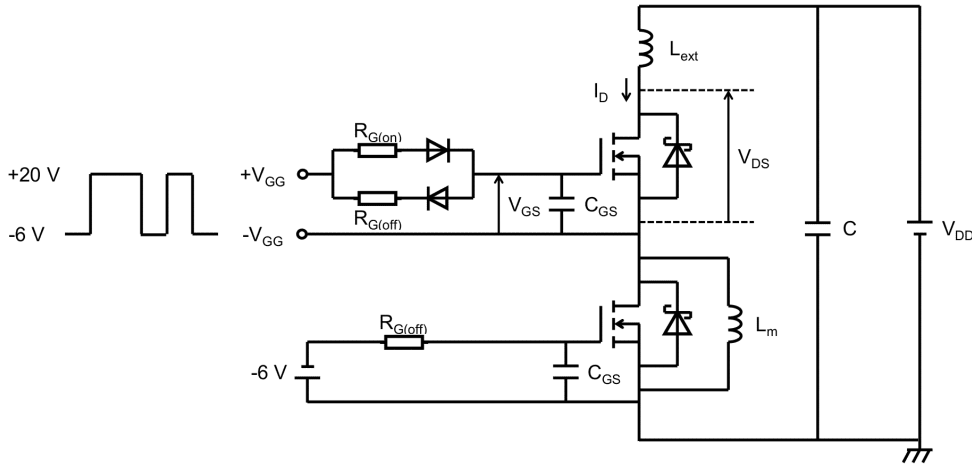 L_ext
I_D
R_G(on)
+20 V
+V_GG
V_DS
V_GS
C_GS
R_G(off)
-6 V
-V_GG
C
V_DD
R_G(off)
L_m
-6 V
C_GS